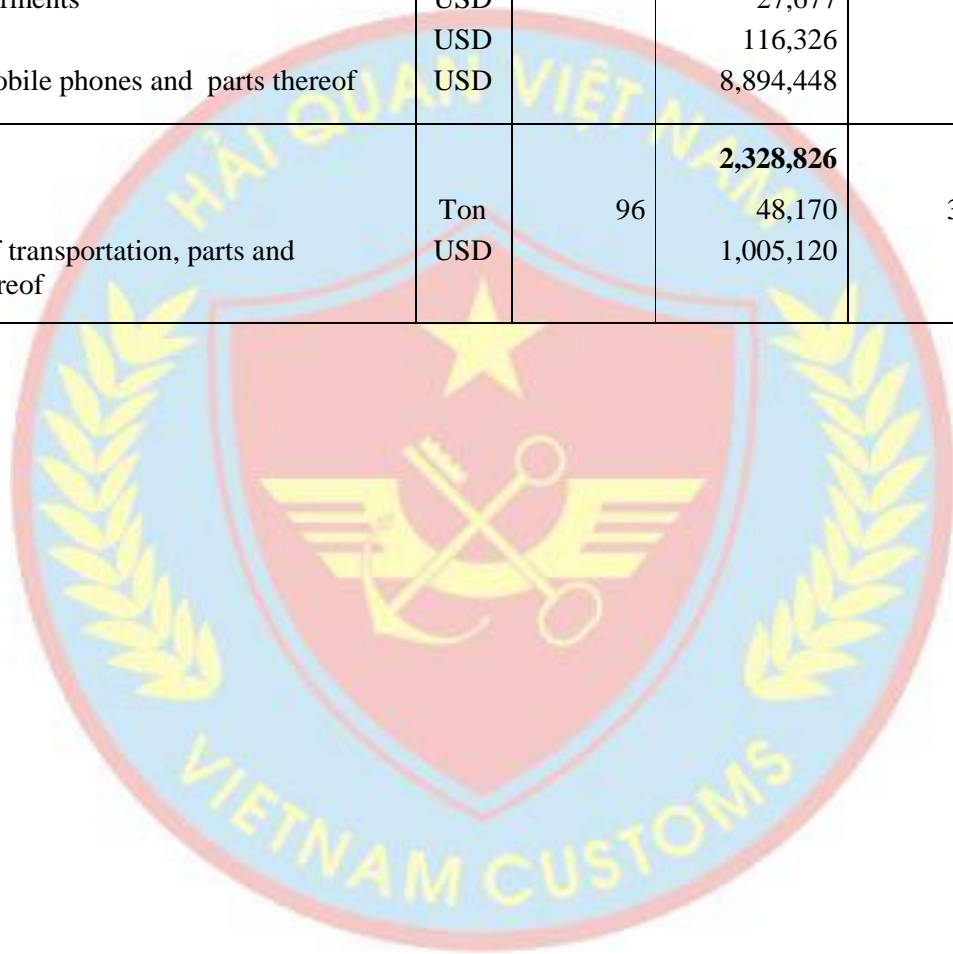 USD 27,677
USD 116,326
obile phones and parts thereof USD 8,894,448
2,328,826
Ton 96 48,170 3
f transportation, parts and USD 1,005,120
reof
HẢI QUAN VIỆT NAM
VIETNAM CUSTOMS